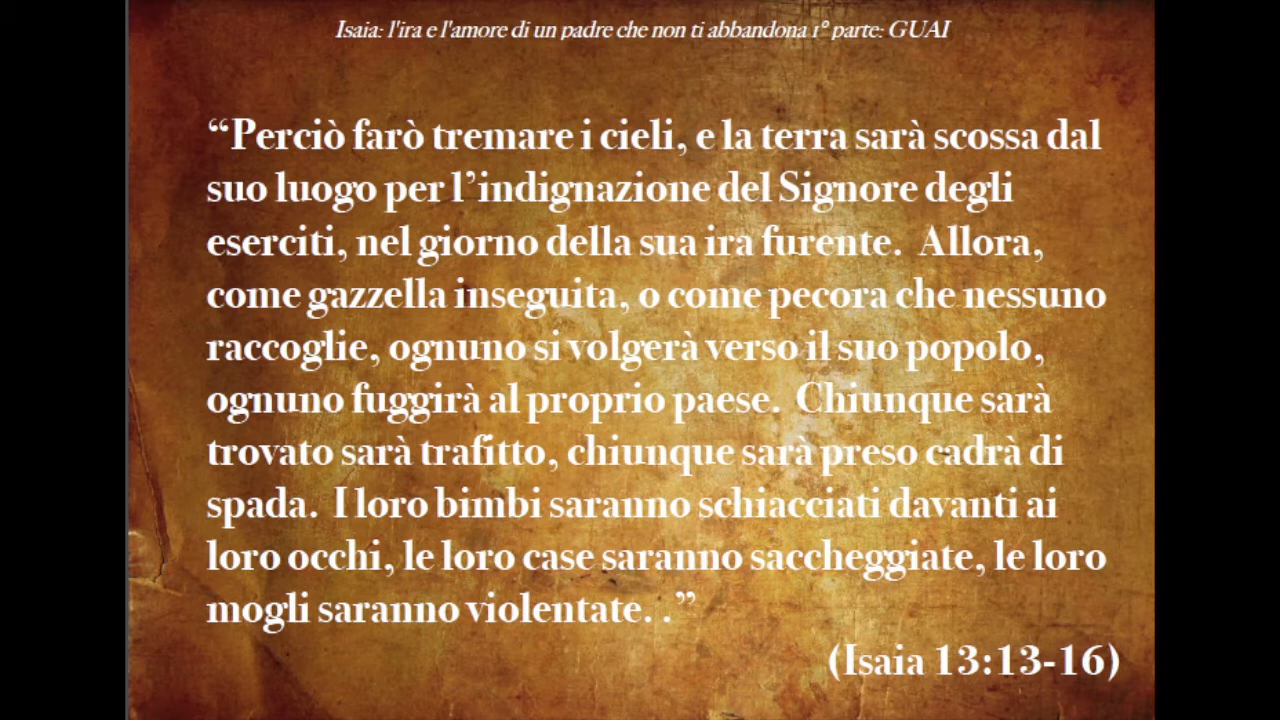 Isaia: l'ira e l'amore di un padre che non ti abbandona 1° parte: GUAI
“Perciò farò tremare i cieli, e la terra sarà scossa dal
suo luogo per l’indignazione del Signore degli
eserciti, nel giorno della sua ira furente.  Allora,
come gazzella inseguita, o come pecora che nessuno
raccoglie, ognuno si volgerà verso il suo popolo,
ognuno fuggirà al proprio paese.  Chiunque sarà
trovato sarà trafitto, chiunque sarà preso cadrà di
spada.  I loro bimbi saranno schiacciati davanti ai
loro occhi, le loro case saranno saccheggiate, le loro
mogli saranno violentate. .”
(Isaia 13:13-16)